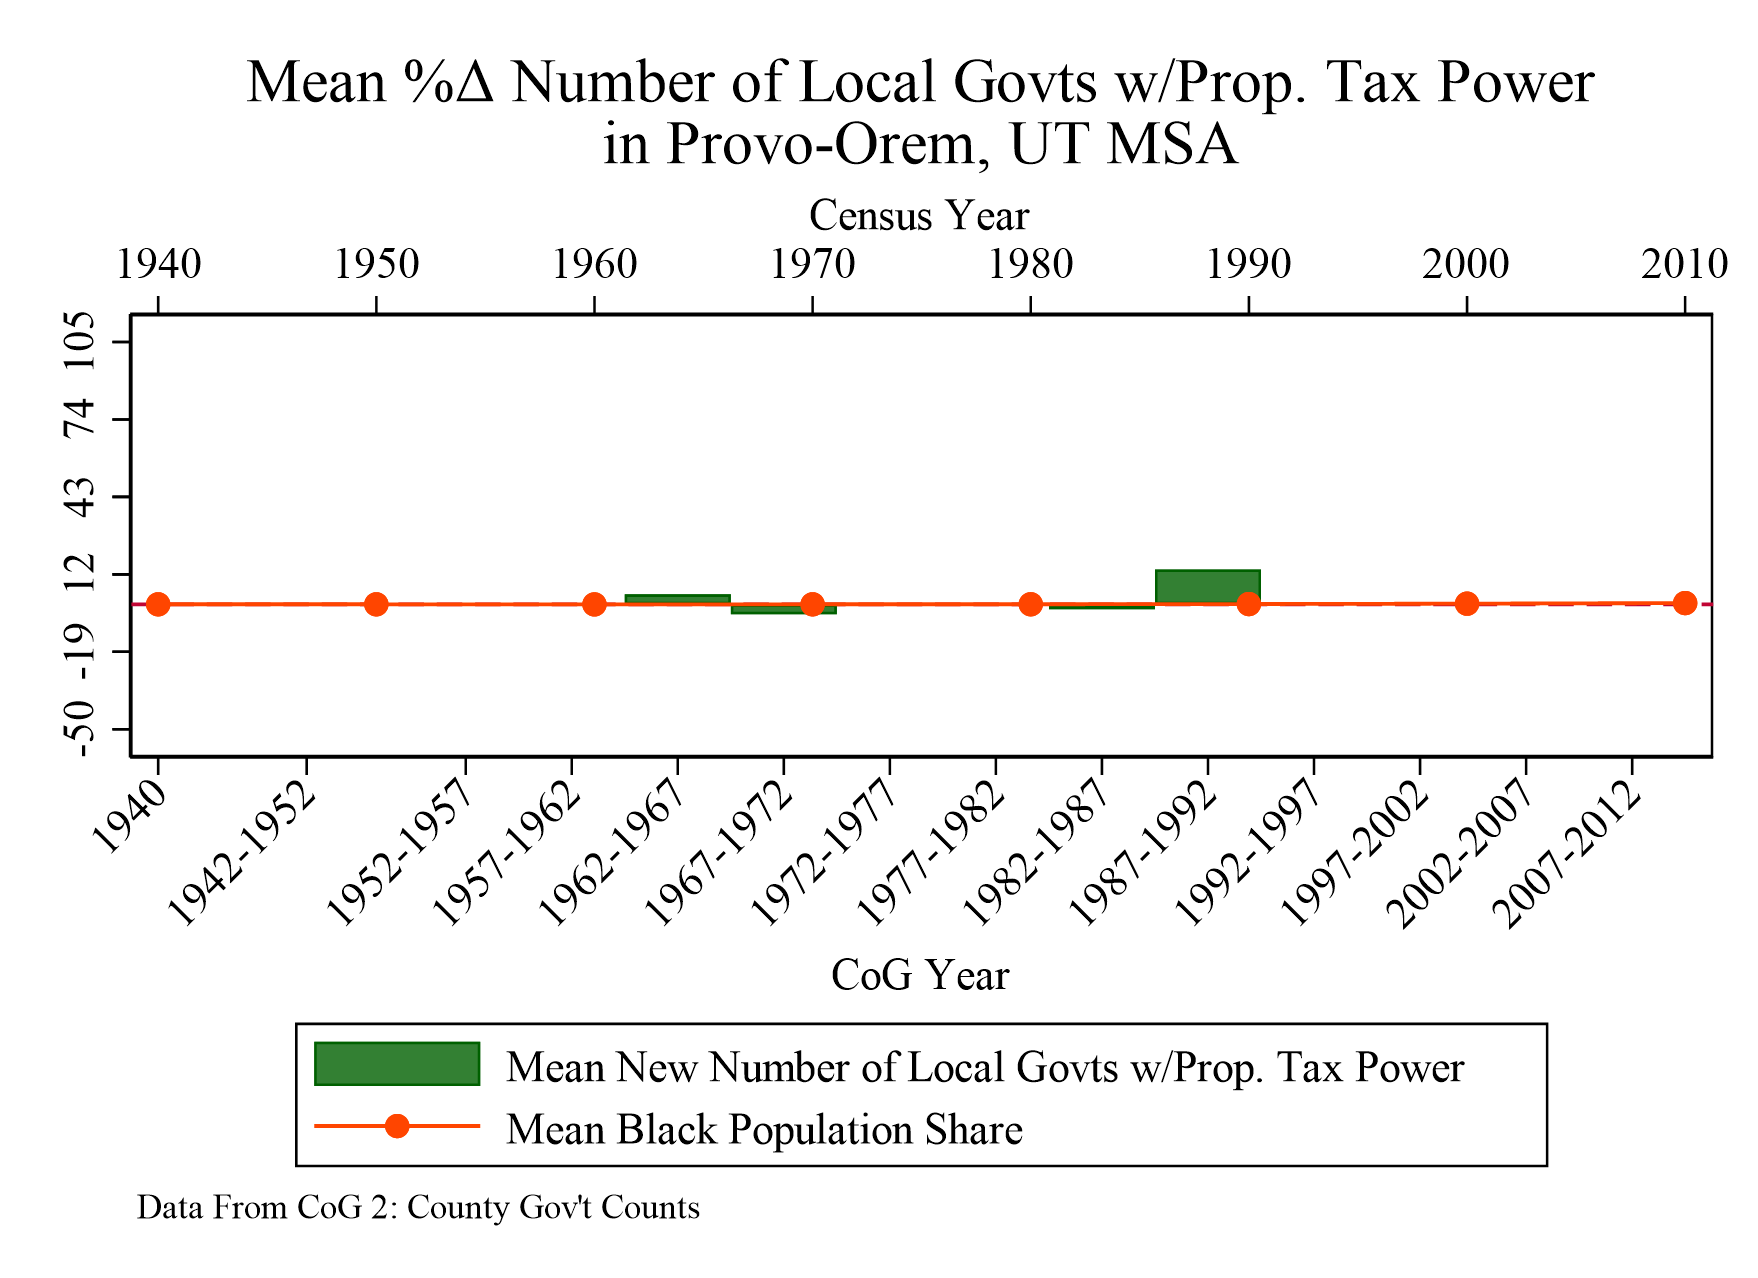 Mean %Δ Number of Local Govts w/Prop. Tax Power
in Provo-Orem, UT MSA
Census Year
1940 1950 1960 1970 1980 1990 2000 2010
105
74
43
12
-19
-50
1940 1942-1952 1952-1957 1957-1962 1962-1967 1967-1972 1972-1977 1977-1982 1982-1987 1987-1992 1992-1997 1997-2002 2002-2007 2007-2012
CoG Year
Mean New Number of Local Govts w/Prop. Tax Power
Mean Black Population Share
Data From CoG 2: County Gov't Counts